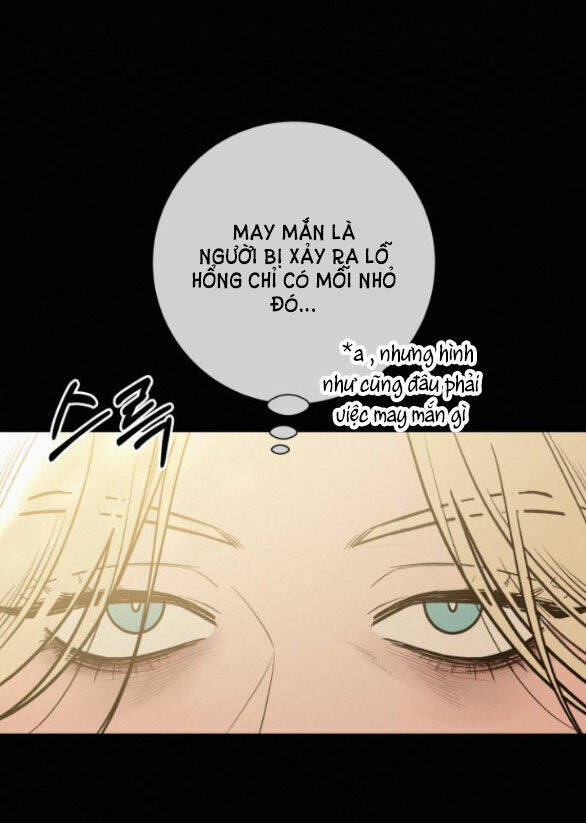 MAY MẮN LÀ
NGƯỜI BỊ XẢY RA LỖ
HỔNG CHỈ CÓ MỖI NHỎ
ĐÓ...
*a , nhưng hình
như cũng đâu phải
việc may mắn gì
스륵